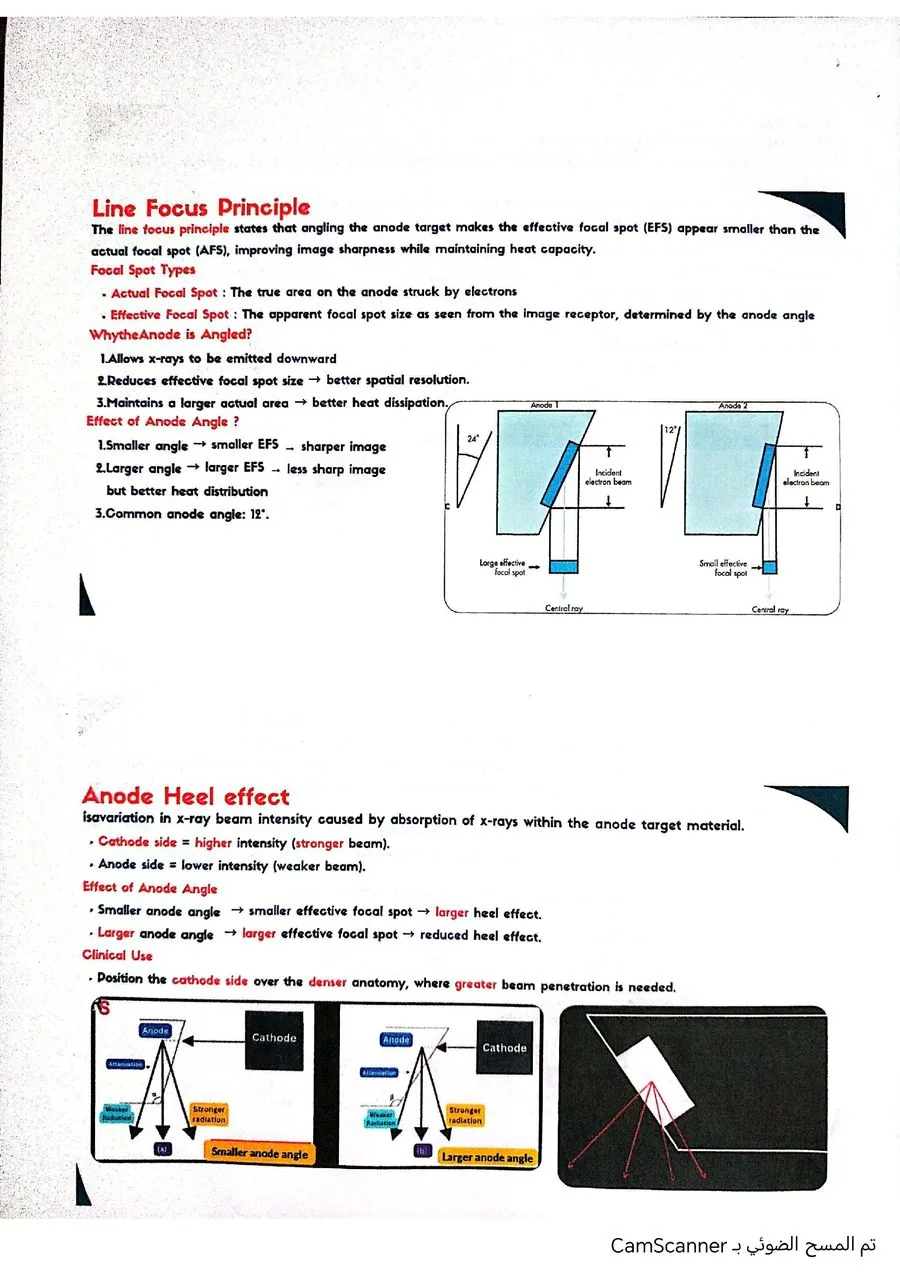 Line Focus Principle
The line focus principle states that angling the anode target makes the effective focal spot (EFS) appear smaller than the
actual focal spot (AFS), improving image sharpness while maintaining heat capacity.
Focal Spot Types
• Actual Focal Spot : The true area on the anode struck by electrons
• Effective Focal Spot : The apparent focal spot size as seen from the image receptor, determined by the anode angle
WhytheAnode is Angled?
1.Allows x-rays to be emitted downward
2.Reduces effective focal spot size → better spatial resolution.
3.Maintains a larger actual area → better heat dissipation.
Effect of Anode Angle ?
1.Smaller angle → smaller EFS → sharper image
2.Larger angle → larger EFS → less sharp image
but better heat distribution
3.Common anode angle: 12°.
Anode 1
24°
Incident
electron beam
Large effective
focal spot
Central ray
Anode 2
12°
Incident
electron beam
Small effective
focal spot
Central ray
Anode Heel effect
isavariation in x-ray beam intensity caused by absorption of x-rays within the anode target material.
• Cathode side = higher intensity (stronger beam).
• Anode side = lower intensity (weaker beam).
Effect of Anode Angle
• Smaller anode angle → smaller effective focal spot → larger heel effect.
• Larger anode angle → larger effective focal spot → reduced heel effect.
Clinical Use
• Position the cathode side over the denser anatomy, where greater beam penetration is needed.
Anode
Cathode
Attenuation
θ
Weaker
Radiation
Stronger
radiation
(a)
Smaller anode angle
Anode
Cathode
Attenuation
θ
Weaker
Radiation
Stronger
radiation
(b)
Larger anode angle
تم المسح الضوئي بـ CamScanner